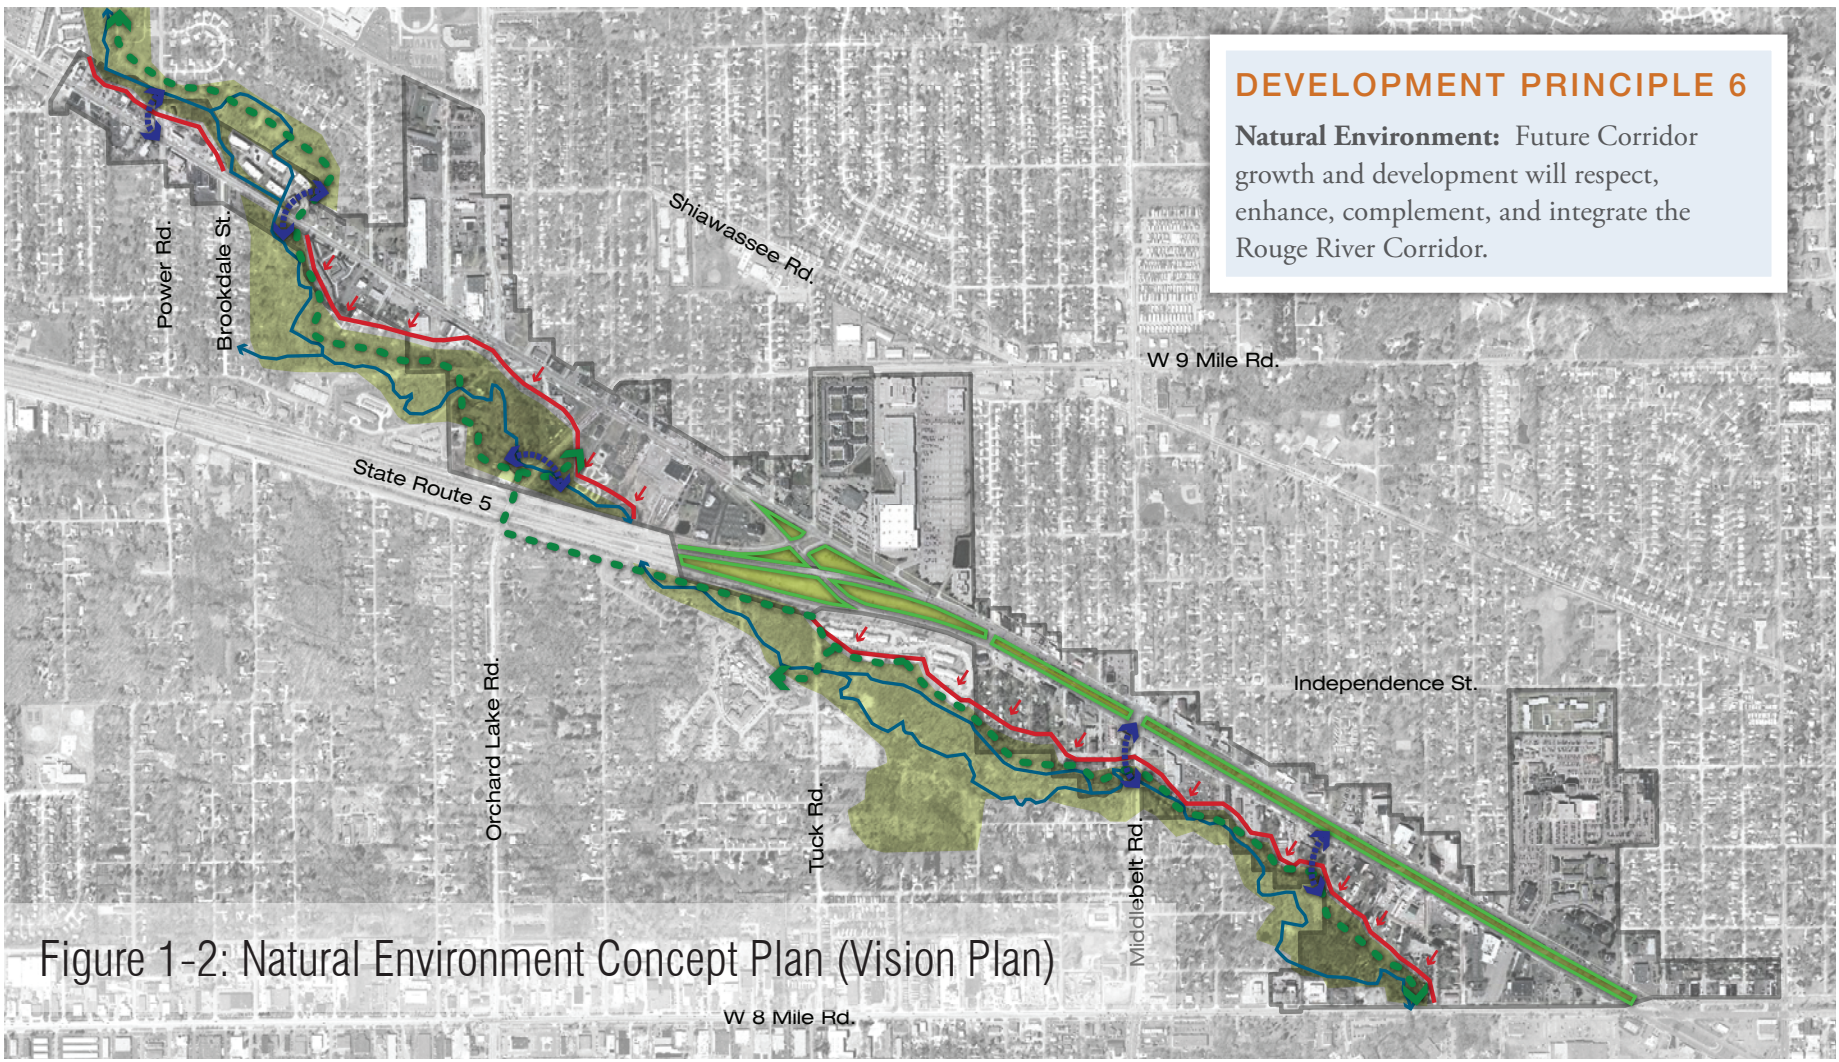 DEVELOPMENT PRINCIPLE 6
Natural Environment: Future Corridor
growth and development will respect,
enhance, complement, and integrate the
Rouge River Corridor.
Shiawassee Rd.
Power Rd.
Brookdale St.
W 9 Mile Rd.
State Route 5
Orchard Lake Rd.
Independence St.
Tuck Rd.
Middlebelt Rd.
Figure 1-2: Natural Environment Concept Plan (Vision Plan)
W 8 Mile Rd.